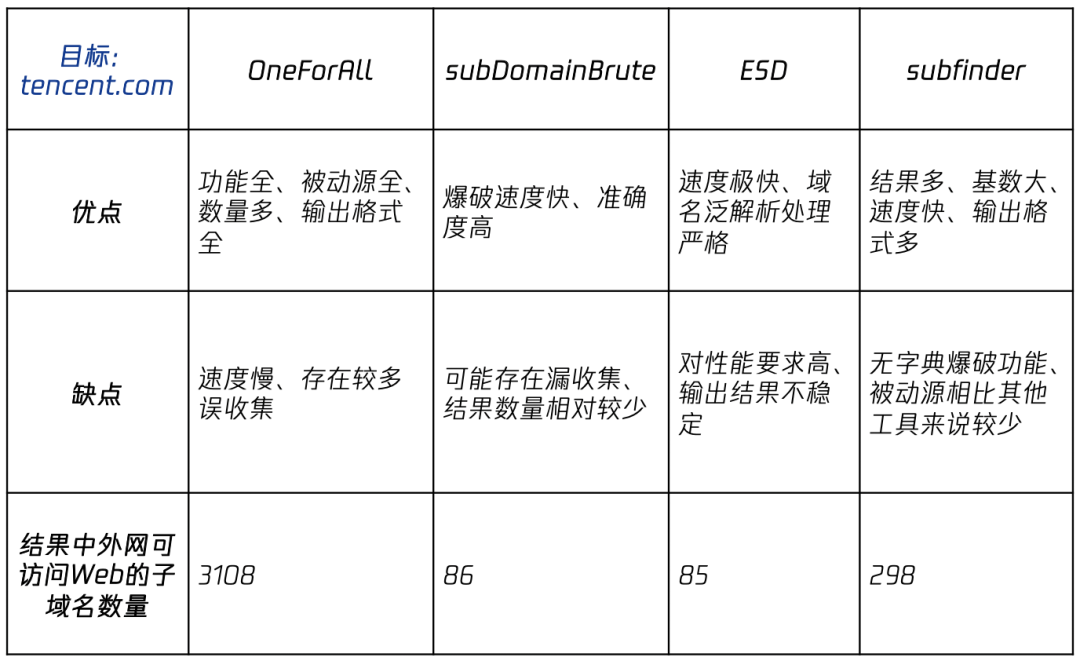 目标：
tencent.com
OneForAll
subDomainBrute
ESD
subfinder
优点
功能全、被动源全、
数量多、输出格式
全
爆破速度快、准确
度高
速度极快、域
名泛解析处理
严格
结果多、基数大、
速度快、输出格
式多
缺点
速度慢、存在较多
误收集
可能存在漏收集、
结果数量相对较少
对性能要求高、
输出结果不稳
定
无字典爆破功能、
被动源相比其他
工具来说较少
结果中外网可
访问Web的子
域名数量
3108
86
85
298